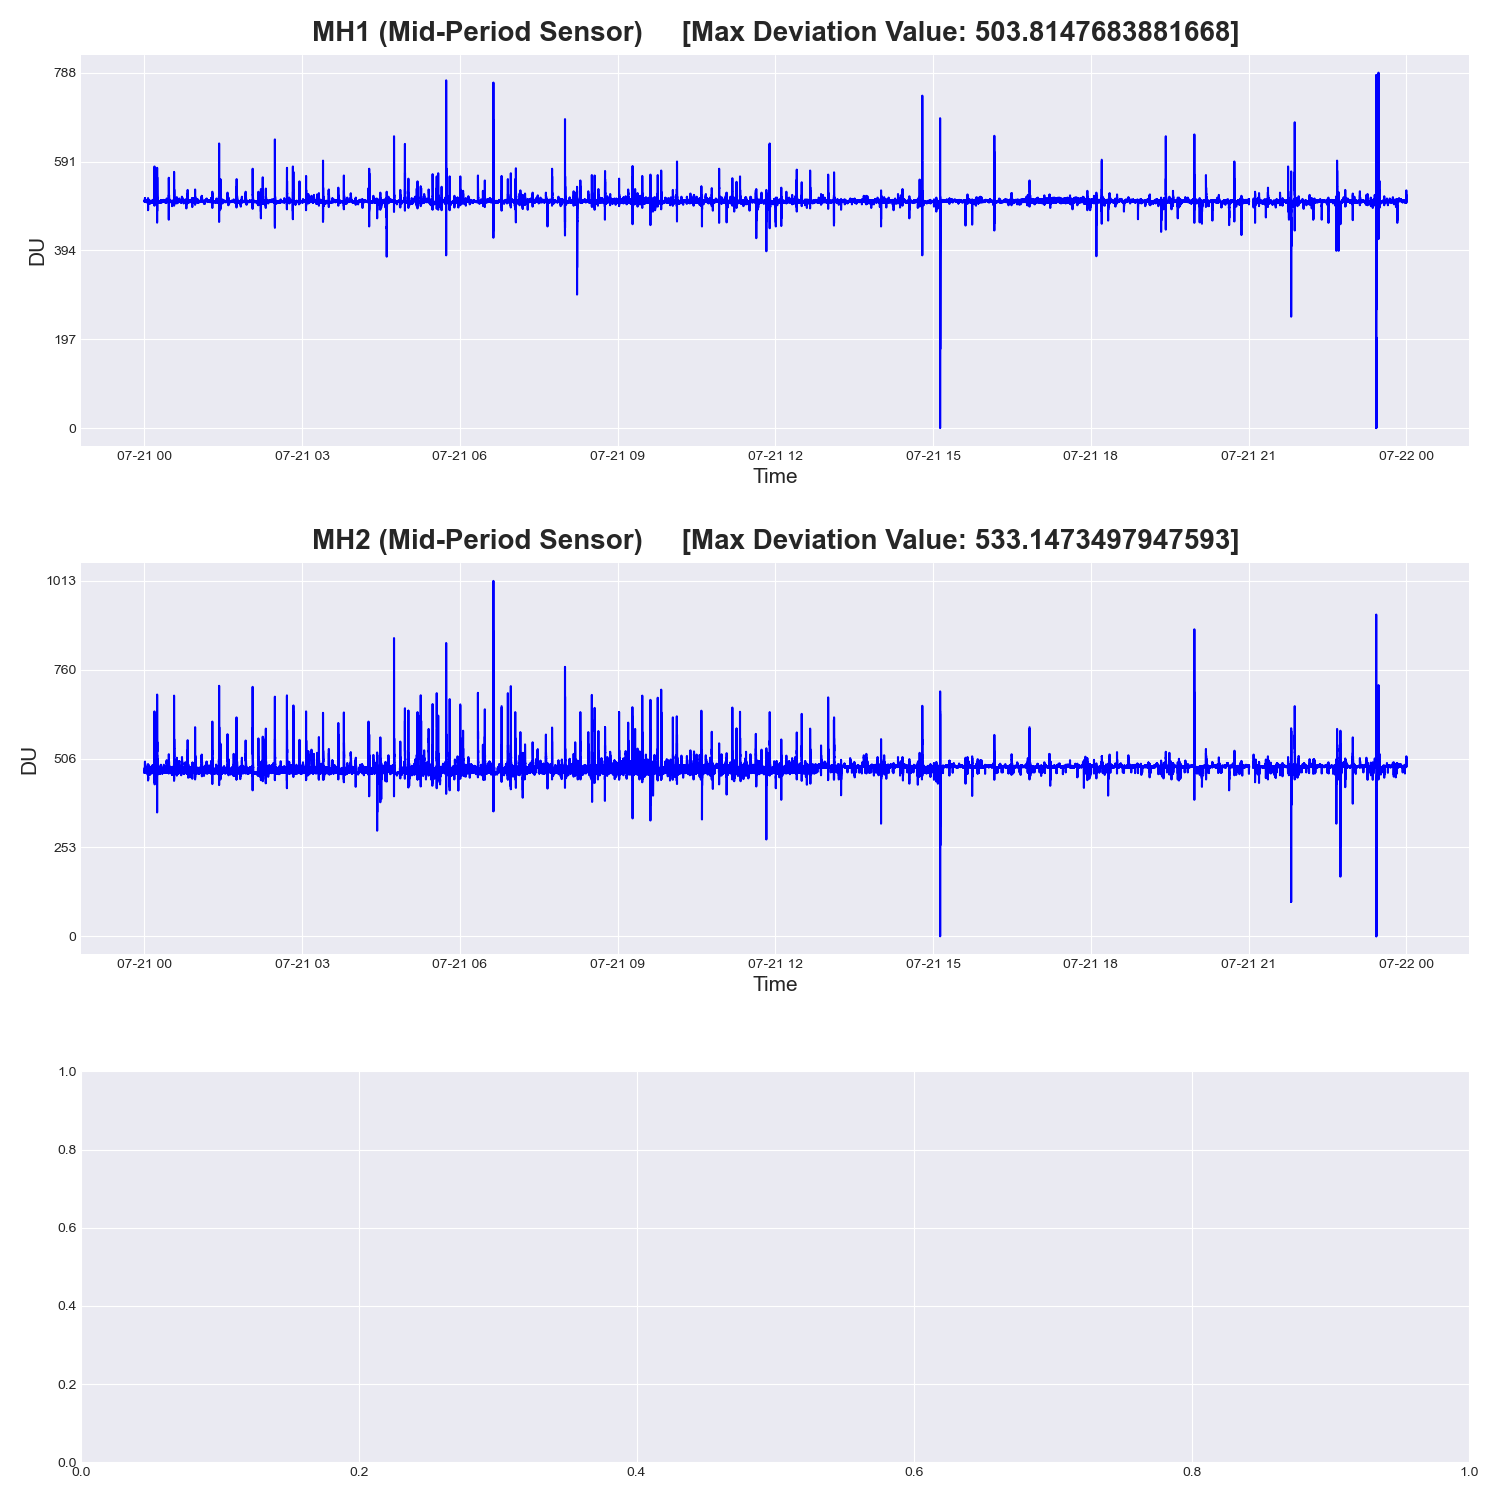 MH1 (Mid-Period Sensor) [Max Deviation Value: 503.8147683881668]
788
591
394
197
0
DU
07-21 00 07-21 03 07-21 06 07-21 09 07-21 12 07-21 15 07-21 18 07-21 21 07-22 00
Time
MH2 (Mid-Period Sensor) [Max Deviation Value: 533.1473497947593]
1013
760
506
253
0
DU
07-21 00 07-21 03 07-21 06 07-21 09 07-21 12 07-21 15 07-21 18 07-21 21 07-22 00
Time
1.0
0.8
0.6
0.4
0.2
0.0
0.0 0.2 0.4 0.6 0.8 1.0